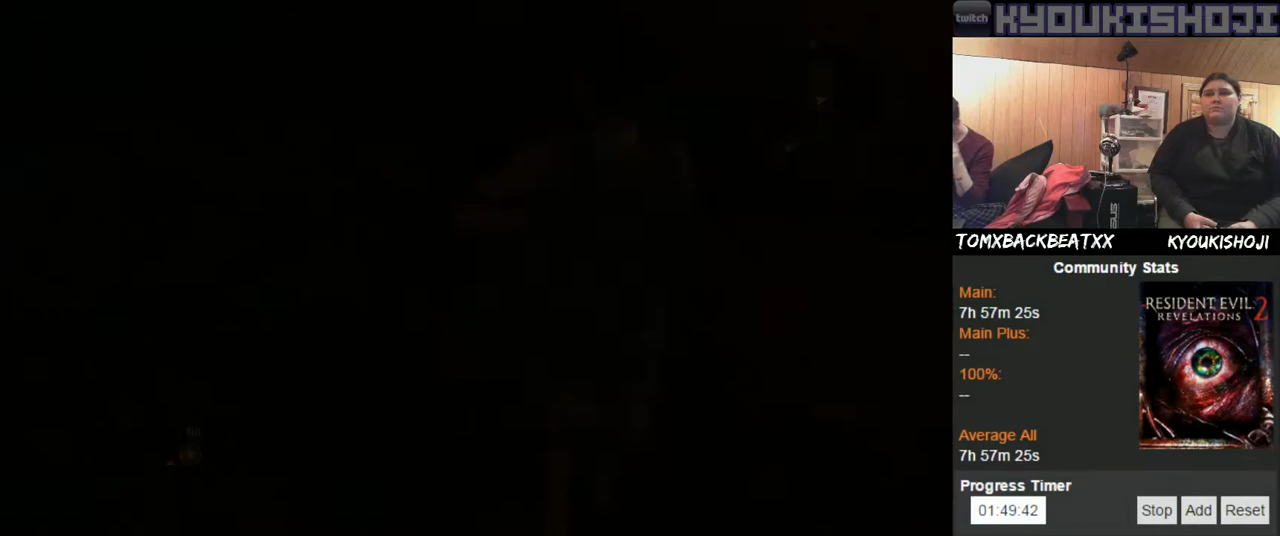 twitch KYOUKISHOJI
TOMXBACKBEATXX KYOUKISHOJI
Community Stats
Main:
7h 57m 25s
Main Plus:
--
100%:
--
Average All
7h 57m 25s
RESIDENT EVIL
REVELATIONS 2
Progress Timer
01:49:42 Stop Add Reset
ASUS